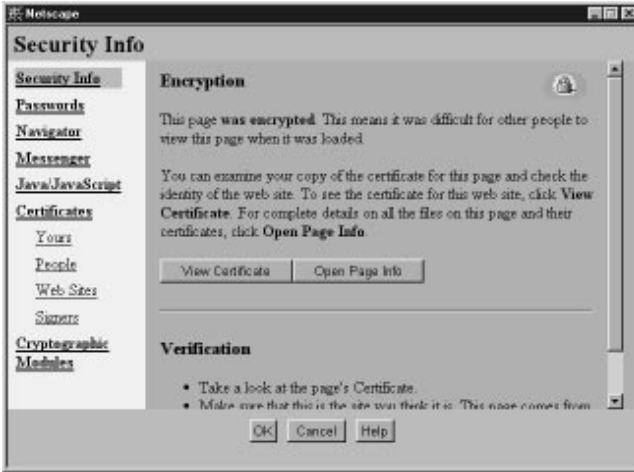 Netscape
Security Info
Security Info
Passwords
Navigator
Messenger
Java/JavaScript
Certificates
Yours
People
Web Sites
Signers
Cryptographic
Modules
Encryption
This page was encrypted. This means it was difficult for other people to
view this page when it was loaded.
You can examine your copy of the certificate for this page and check the
identity of the web site. To see the certificate for this web site, click View
Certificate. For complete details on all the files on this page and their
certificates, click Open Page Info.
View Certificate
Open Page Info
Verification
• Take a look at the page's Certificate.
• Make sure that this is the site you think it is. This page comes from
OK
Cancel
Help